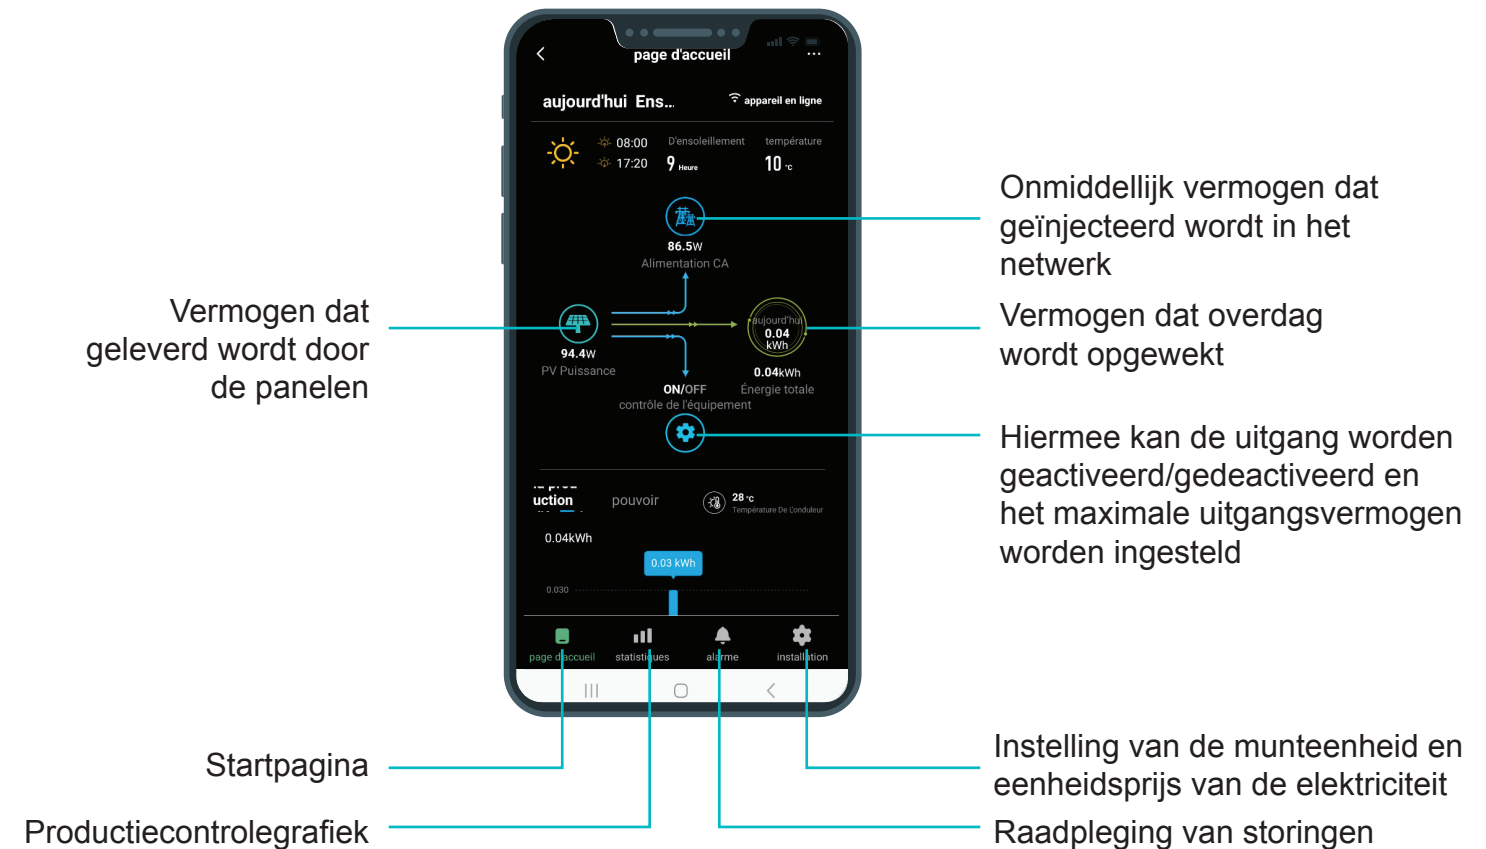 page d'accueil
aujourd'hui Ens...
appareil en ligne
08:00
17:20
D'ensoleillement
9 Heure
température
10 °C
86.5W
Alimentation CA
94.4W
PV Puissance
aujourd'hui
0.04
kWh
0.04kWh
Énergie totale
ON/OFF
contrôle de l'équipement
uction
pouvoir
28 °C
Température De L'onduleur
0.04kWh
0.03 kWh
0.030
page d'accueil
statistiques
alarme
installation
Vermogen dat
geleverd wordt door
de panelen
Startpagina
Productiecontrolegrafiek
Onmiddellijk vermogen dat
geïnjecteerd wordt in het
netwerk
Vermogen dat overdag
wordt opgewekt
Hiermee kan de uitgang worden
geactiveerd/gedeactiveerd en
het maximale uitgangsvermogen
worden ingesteld
Instelling van de munteenheid en
eenheidsprijs van de elektriciteit
Raadpleging van storingen